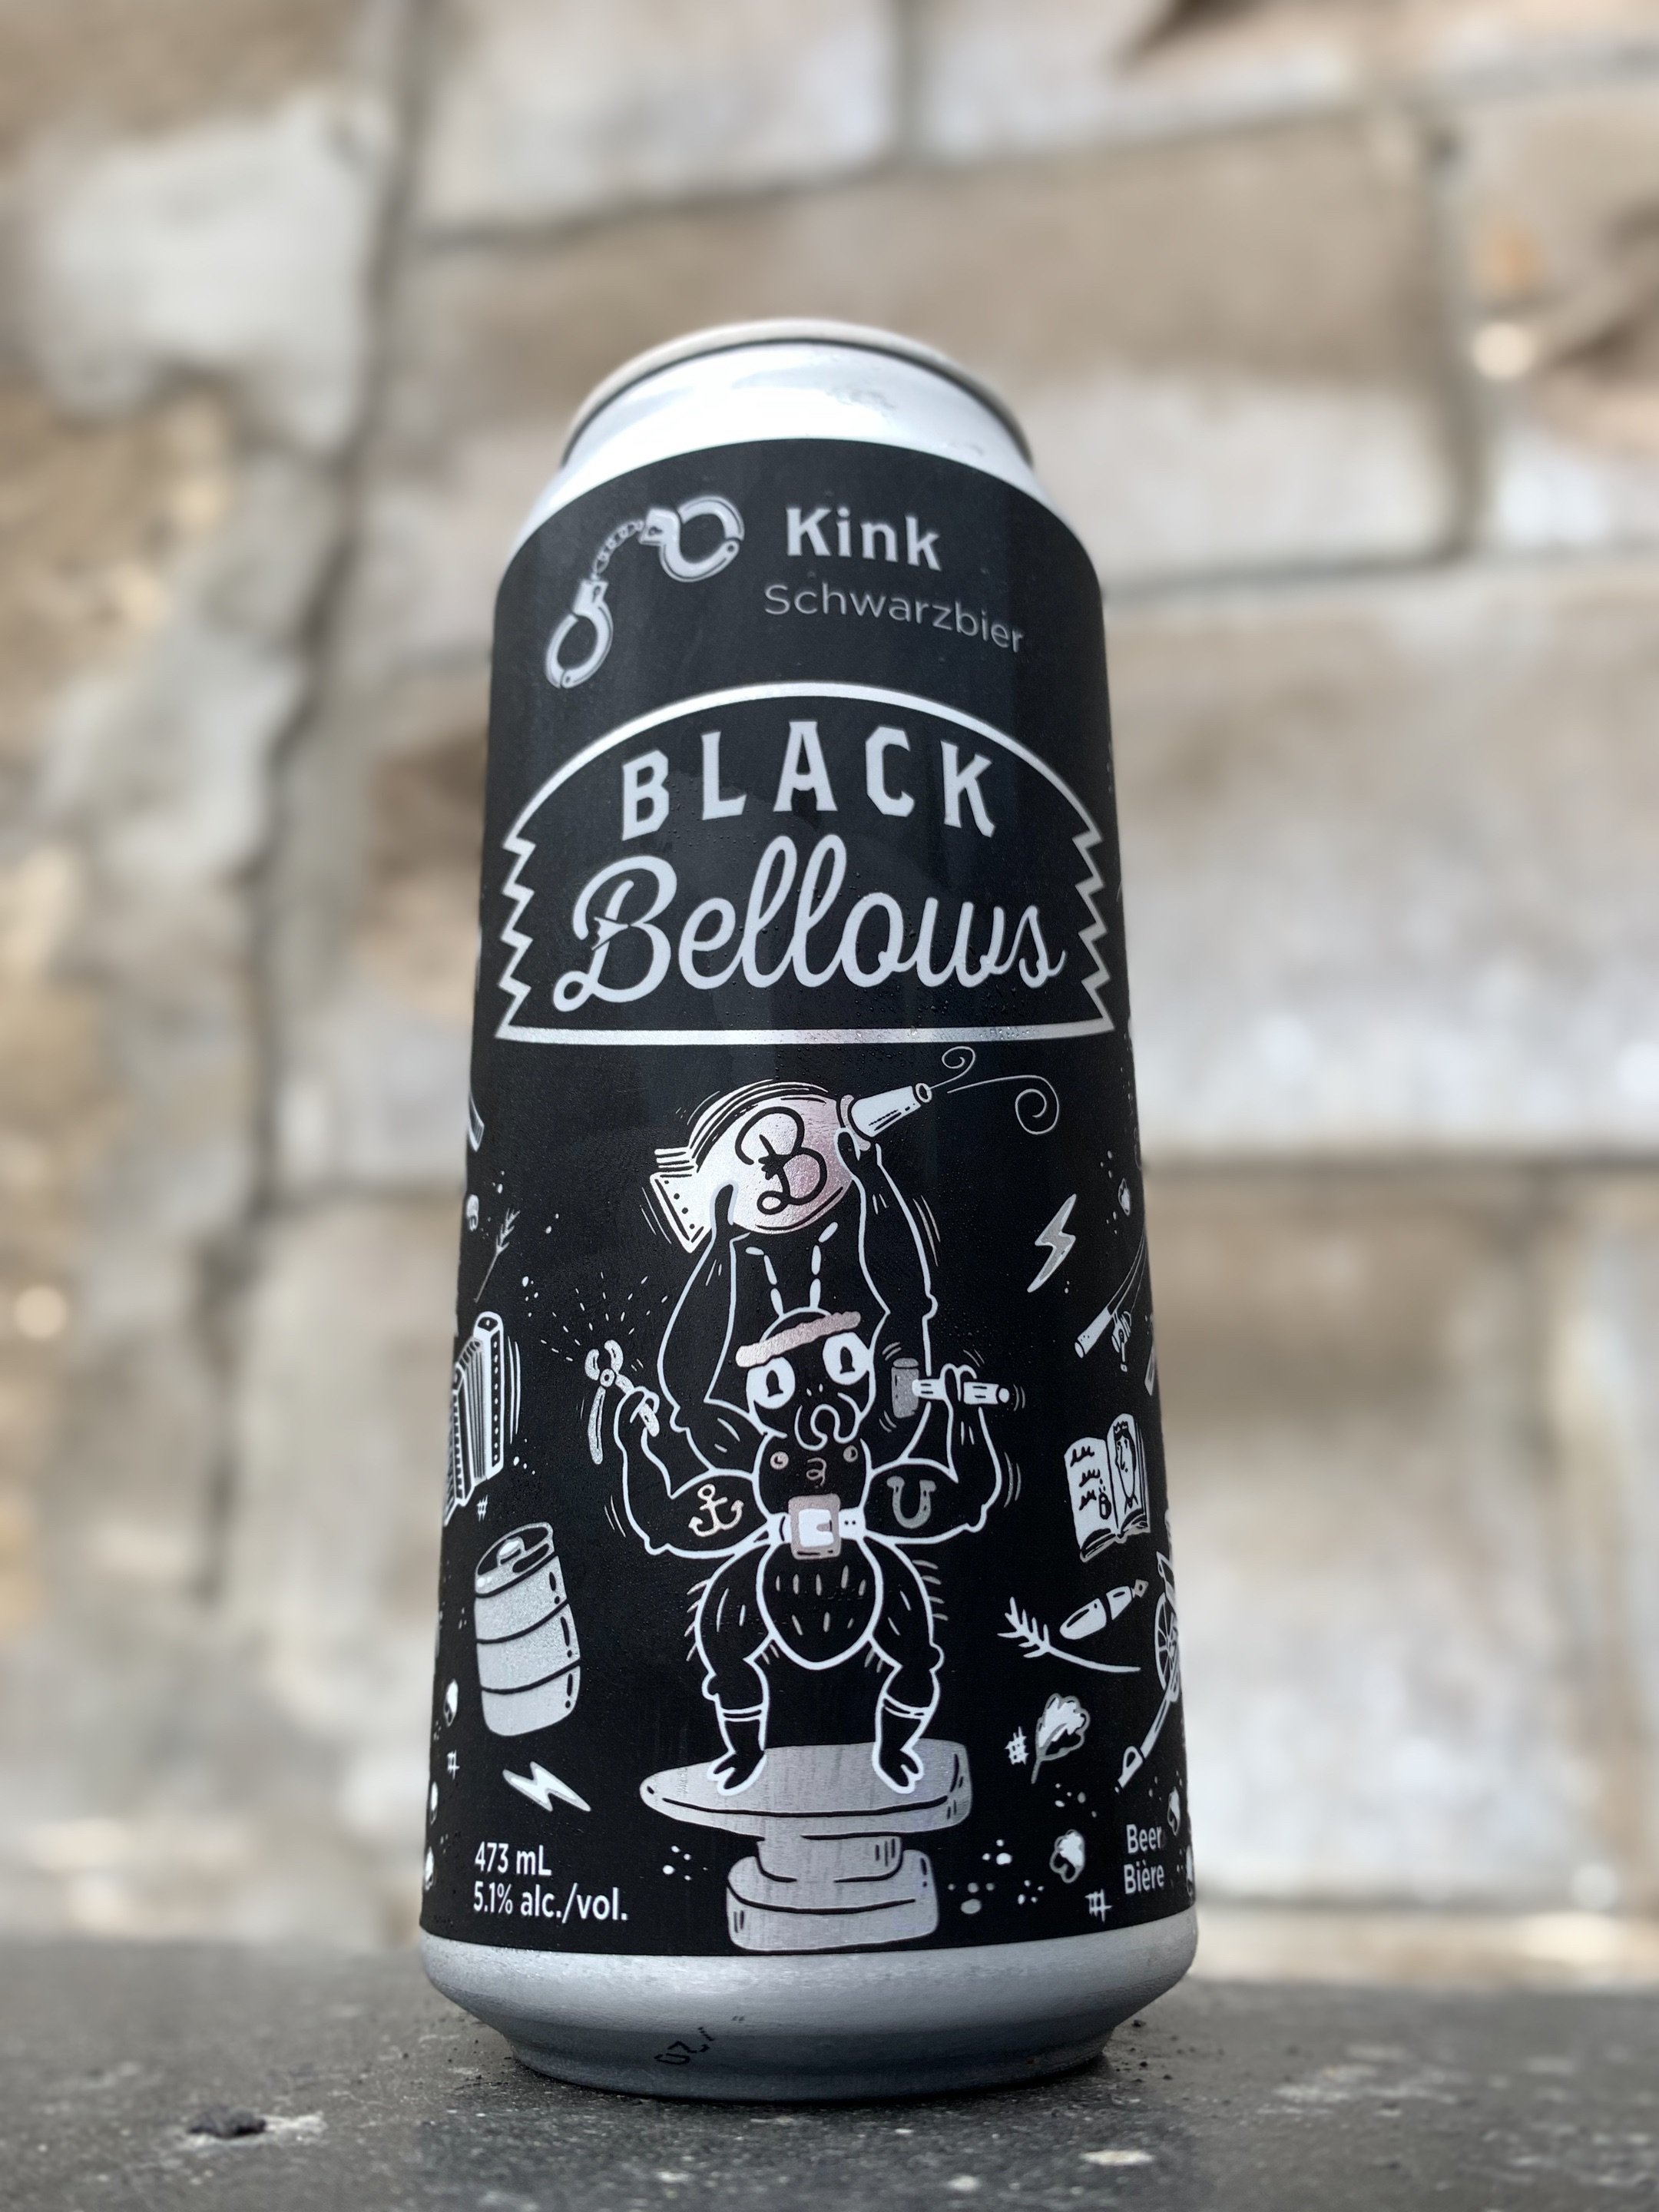 Kink
Schwarzbier
BLACK
Bellows
B
473 mL
5.1% alc./vol.
Beer
Bière